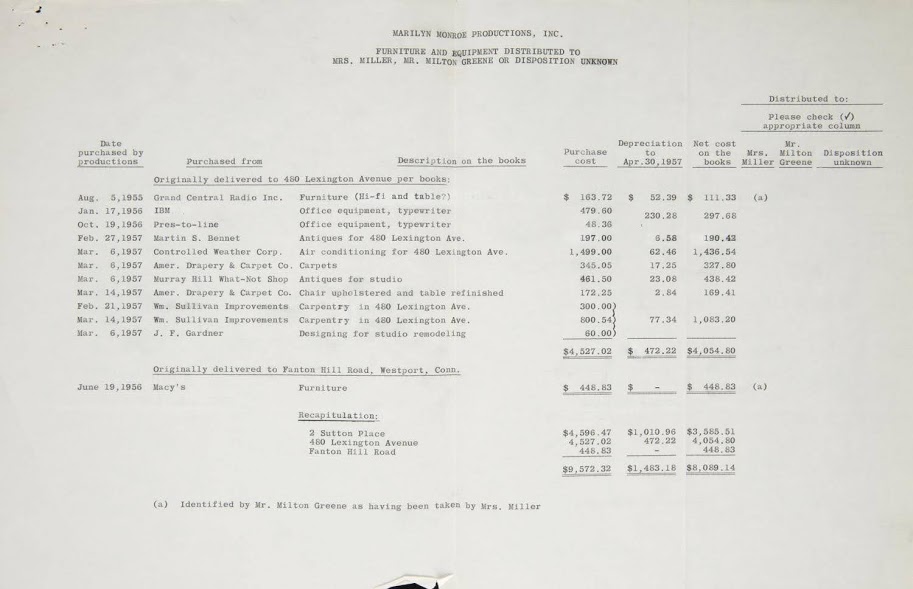 MARILYN MONROE PRODUCTIONS, INC.
FURNITURE AND EQUIPMENT DISTRIBUTED TO
MRS. MILLER, MR. MILTON GREENE OR DISPOSITION UNKNOWN
Distributed to:
Please check (✓)
appropriate column
Date purchased by productions Purchased from Description on the books Purchase cost Depreciation to Apr.30,1957 Net cost on the books Mrs. Miller Mr. Milton Greene Disposition unknown
Originally delivered to 480 Lexington Avenue per books:
Aug. 5,1955 Grand Central Radio Inc. Furniture (Hi-fi and table?) $ 163.72 $ 52.39 $ 111.33 (a)
Jan. 17,1956 IBM Office equipment, typewriter 479.60
230.28 297.68
Oct. 19,1956 Pres-to-line Office equipment, typewriter 48.36
Feb. 27,1957 Martin S. Bennet Antiques for 480 Lexington Ave. 197.00 6.58 190.42
Mar. 6,1957 Controlled Weather Corp. Air conditioning for 480 Lexington Ave. 1,499.00 62.46 1,436.54
Mar. 6,1957 Amer. Drapery & Carpet Co. Carpets 345.05 17.25 327.80
Mar. 6,1957 Murray Hill What-Not Shop Antiques for studio 461.50 23.08 438.42
Mar. 14,1957 Amer. Drapery & Carpet Co. Chair upholstered and table refinished 172.25 2.84 169.41
Feb. 21,1957 Wm. Sullivan Improvements Carpentry in 480 Lexington Ave. 300.00)
Mar. 14,1957 Wm. Sullivan Improvements Carpentry in 480 Lexington Ave. 800.54) 77.34 1,083.20
Mar. 6,1957 J. F. Gardner Designing for studio remodeling 60.00)
$4,527.02 $ 472.22 $4,054.80
Originally delivered to Fanton Hill Road, Westport, Conn.
June 19,1956 Macy's Furniture $ 448.83 $ - $ 448.83 (a)
Recapitulation:
2 Sutton Place $4,596.47 $1,010.96 $3,585.51
480 Lexington Avenue 4,527.02 472.22 4,054.80
Fanton Hill Road 448.83 - 448.83
$9,572.32 $1,483.18 $8,089.14
(a) Identified by Mr. Milton Greene as having been taken by Mrs. Miller